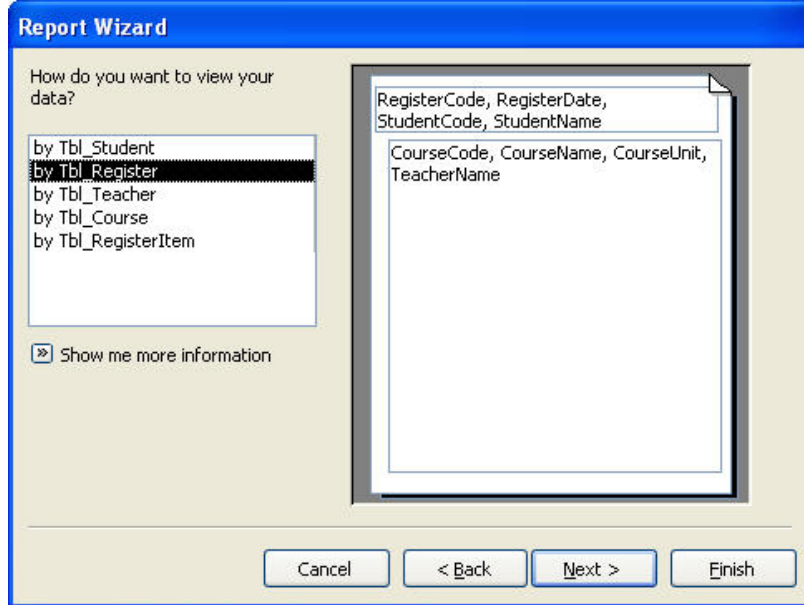 Report Wizard
How do you want to view your
data?
by Tbl_Student
by Tbl_Register
by Tbl_Teacher
by Tbl_Course
by Tbl_RegisterItem
Show me more information
RegisterCode, RegisterDate,
StudentCode, StudentName
CourseCode, CourseName, CourseUnit,
TeacherName
Cancel
< Back
Next >
Finish